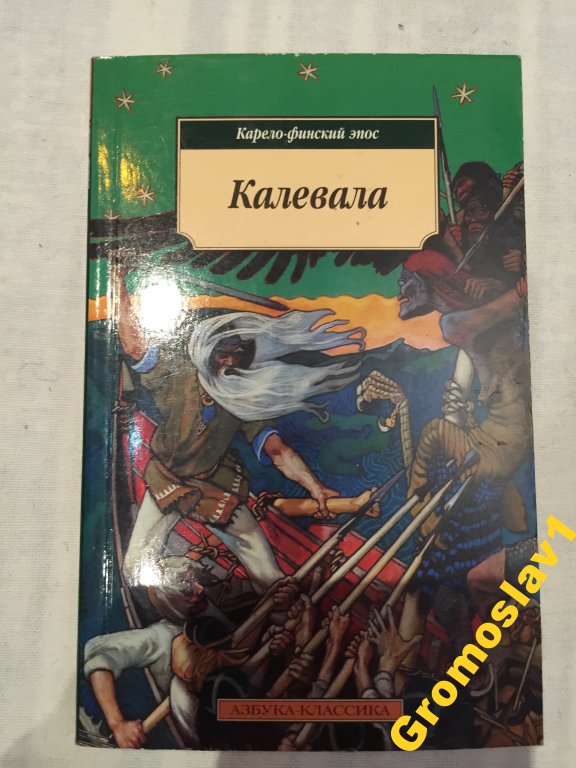 Карело-финский эпос
Калевала
АЗБУКА-КЛАССИКА
Gromoslav1